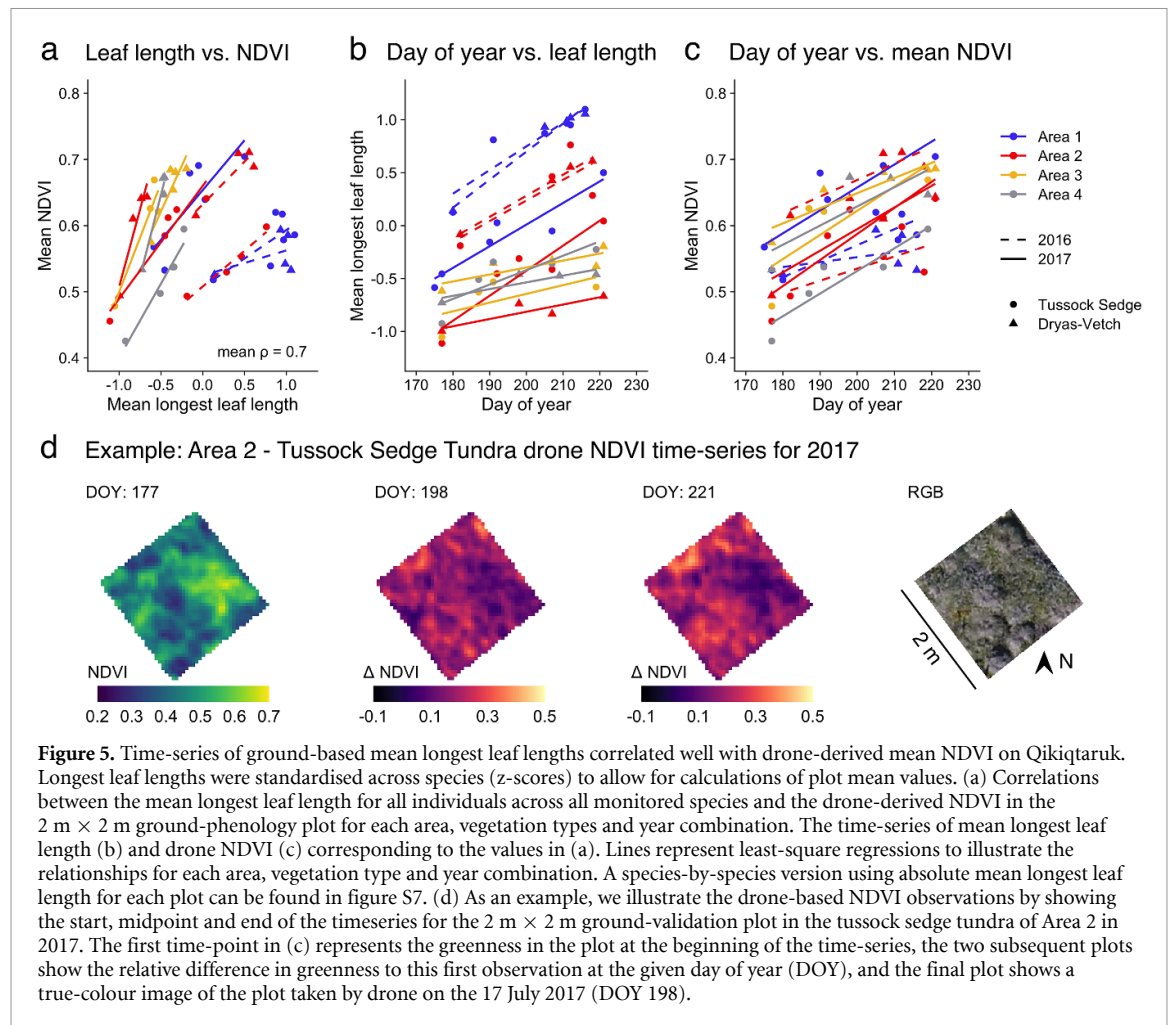 a Leaf length vs. NDVI
b Day of year vs. leaf length
c Day of year vs. mean NDVI
0.8
0.7
0.6
0.5
0.4
Mean NDVI
-1.0 -0.5 0.0 0.5 1.0
Mean longest leaf length
mean ρ = 0.7
1.0
0.5
0.0
-0.5
-1.0
Mean longest leaf length
170 180 190 200 210 220 230
Day of year
0.8
0.7
0.6
0.5
0.4
Mean NDVI
170 180 190 200 210 220 230
Day of year
Area 1
Area 2
Area 3
Area 4
2016
2017
Tussock Sedge
Dryas-Vetch
d Example: Area 2 - Tussock Sedge Tundra drone NDVI time-series for 2017
DOY: 177
DOY: 198
DOY: 221
RGB
NDVI
0.2 0.3 0.4 0.5 0.6 0.7
Δ NDVI
-0.1 0.1 0.3 0.5
Δ NDVI
-0.1 0.1 0.3 0.5
2 m
N
Figure 5. Time-series of ground-based mean longest leaf lengths correlated well with drone-derived mean NDVI on Qikiqtaruk.
Longest leaf lengths were standardised across species (z-scores) to allow for calculations of plot mean values. (a) Correlations
between the mean longest leaf length for all individuals across all monitored species and the drone-derived NDVI in the
2 m × 2 m ground-phenology plot for each area, vegetation types and year combination. The time-series of mean longest leaf
length (b) and drone NDVI (c) corresponding to the values in (a). Lines represent least-square regressions to illustrate the
relationships for each area, vegetation type and year combination. A species-by-species version using absolute mean longest leaf
length for each plot can be found in figure S7. (d) As an example, we illustrate the drone-based NDVI observations by showing
the start, midpoint and end of the timeseries for the 2 m × 2 m ground-validation plot in the tussock sedge tundra of Area 2 in
2017. The first time-point in (c) represents the greenness in the plot at the beginning of the time-series, the two subsequent plots
show the relative difference in greenness to this first observation at the given day of year (DOY), and the final plot shows a
true-colour image of the plot taken by drone on the 17 July 2017 (DOY 198).